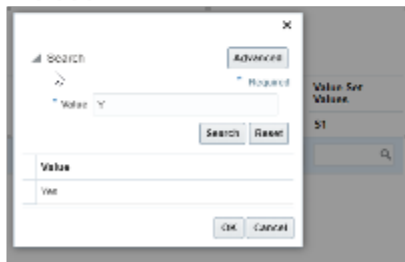 Search
Advanced
* Required
* Value Y
Value Set
Values
Search Reset
51
Value
Yes
OK Cancel